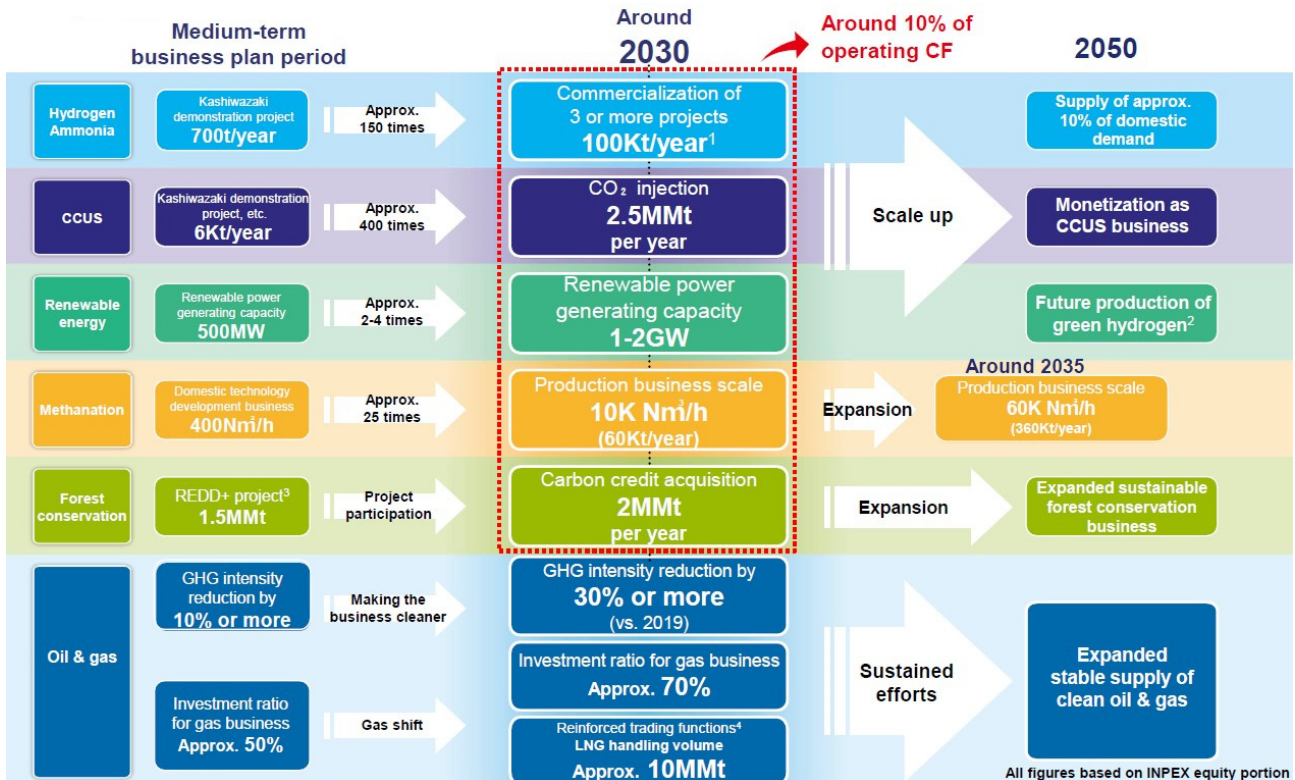 Medium-term
business plan period
Around
2030
Around 10% of
operating CF
2050
Hydrogen
Ammonia
Kashiwazaki
demonstration project
700t/year
Approx.
150 times
Commercialization of
3 or more projects
100Kt/year¹
Supply of approx.
10% of domestic
demand
CCUS
Kashiwazaki demonstration
project, etc.
6Kt/year
Approx.
400 times
CO₂ injection
2.5MMt
per year
Scale up
Monetization as
CCUS business
Renewable
energy
Renewable power
generating capacity
500MW
Approx.
2-4 times
Renewable power
generating capacity
1-2GW
Future production of
green hydrogen²
Methanation
Domestic technology
development business
400Nm³/h
Approx.
25 times
Production business scale
10K Nm³/h
(60Kt/year)
Expansion
Around 2035
Production business scale
60K Nm³/h
(360Kt/year)
Forest
conservation
REDD+ project³
1.5MMt
Project
participation
Carbon credit acquisition
2MMt
per year
Expansion
Expanded sustainable
forest conservation
business
Oil & gas
GHG intensity
reduction by
10% or more
Making the
business cleaner
GHG intensity reduction by
30% or more
(vs. 2019)
Investment ratio
for gas business
Approx. 50%
Gas shift
Investment ratio for gas business
Approx. 70%
Reinforced trading functions⁴
LNG handling volume
Approx. 10MMt
Sustained
efforts
Expanded
stable supply of
clean oil & gas
All figures based on INPEX equity portion